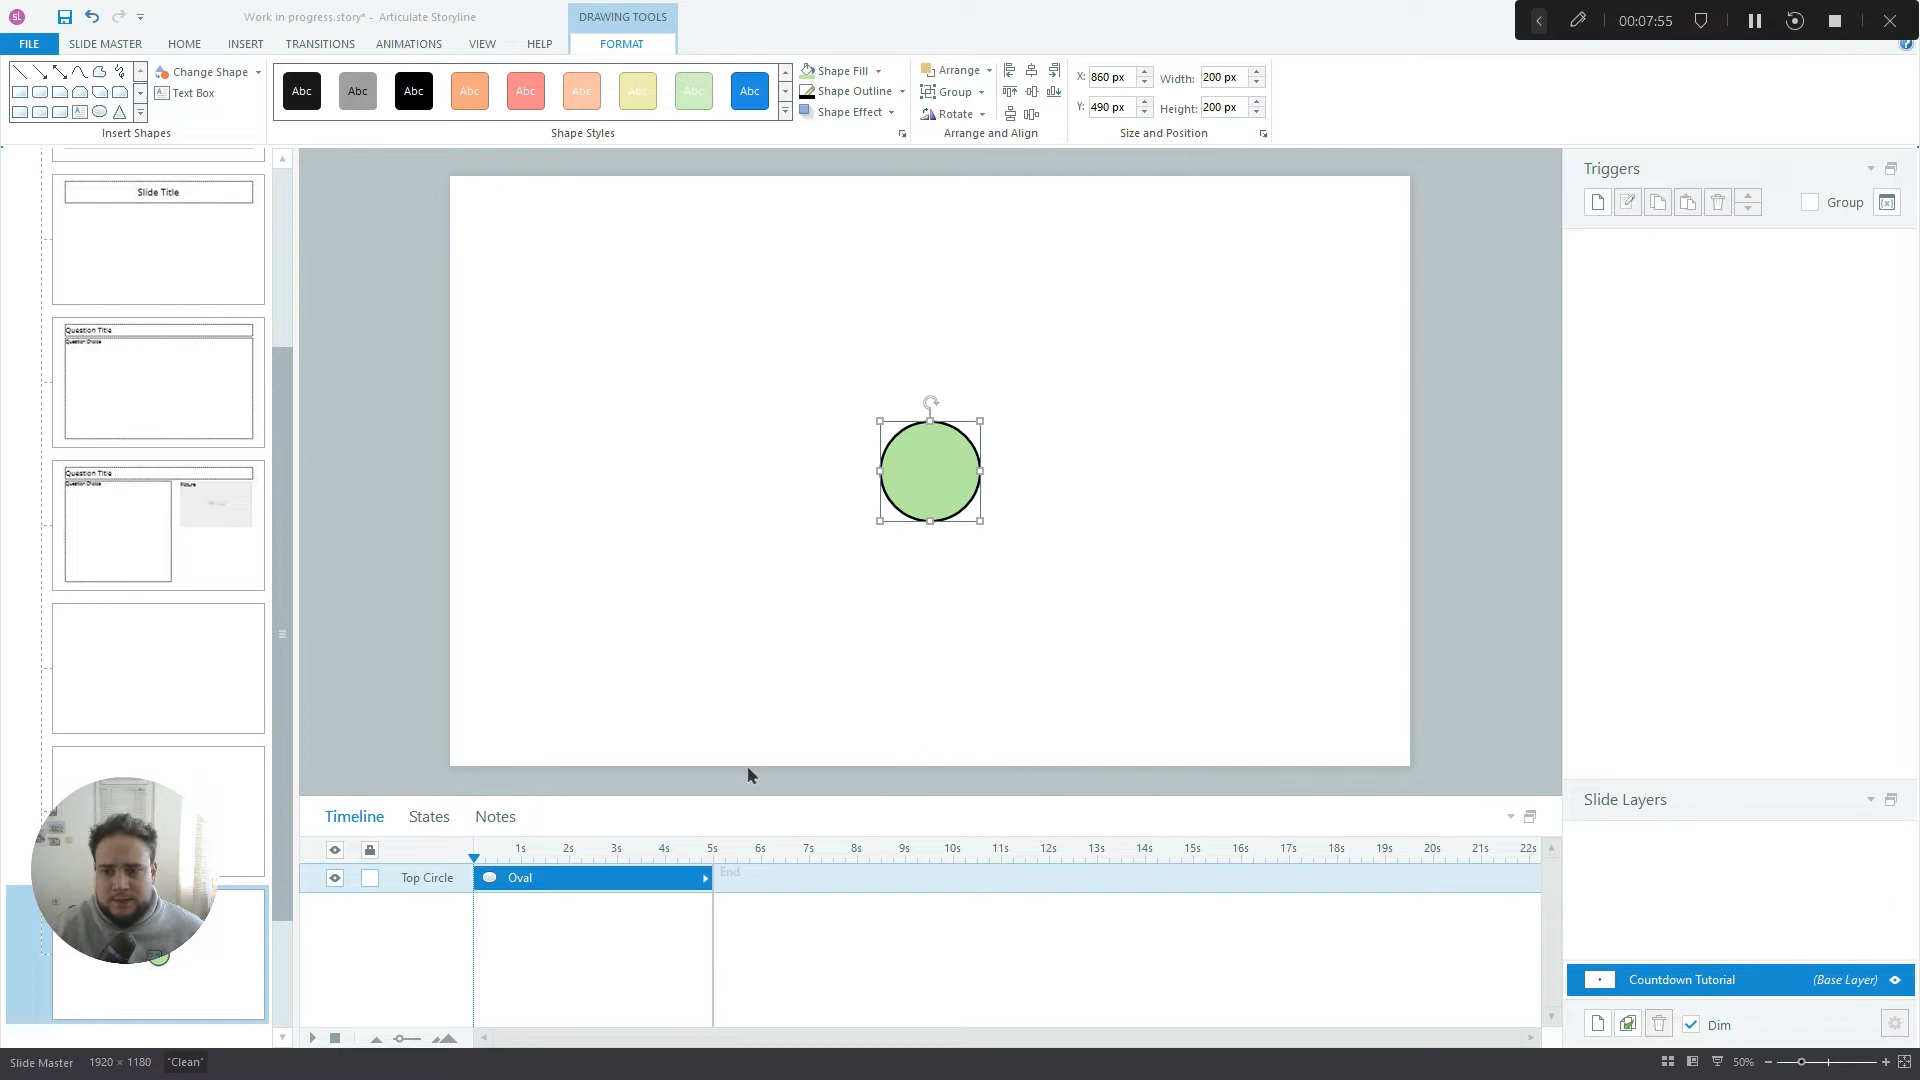 Work in progress.story* - Articulate Storyline
DRAWING TOOLS
00:07:55
FILE SLIDE MASTER HOME INSERT TRANSITIONS ANIMATIONS VIEW HELP FORMAT
Change Shape
Text Box
Insert Shapes
Abc Abc Abc Abc Abc Abc Abc Abc Abc
Shape Styles
Shape Fill
Shape Outline
Shape Effect
Arrange
Group
Rotate
Arrange and Align
X: 860 px Width: 200 px
Y: 490 px Height: 200 px
Size and Position
Slide Title
Question Title
Question Choice
Question Title
Question Choice
Picture
Triggers
Group
Timeline States Notes
1s 2s 3s 4s 5s 6s 7s 8s 9s 10s 11s 12s 13s 14s 15s 16s 17s 18s 19s 20s 21s 22s
Top Circle Oval End
Slide Layers
Countdown Tutorial (Base Layer)
Dim
Slide Master 1920 × 1180 "Clean" 50%